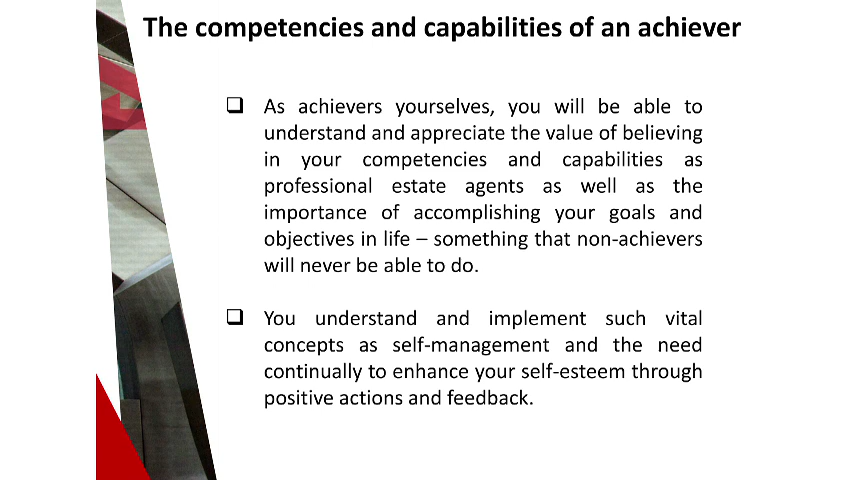 The competencies and capabilities of an achiever
As achievers yourselves, you will be able to
understand and appreciate the value of believing
in your competencies and capabilities as
professional estate agents as well as the
importance of accomplishing your goals and
objectives in life – something that non-achievers
will never be able to do.
You understand and implement such vital
concepts as self-management and the need
continually to enhance your self-esteem through
positive actions and feedback.